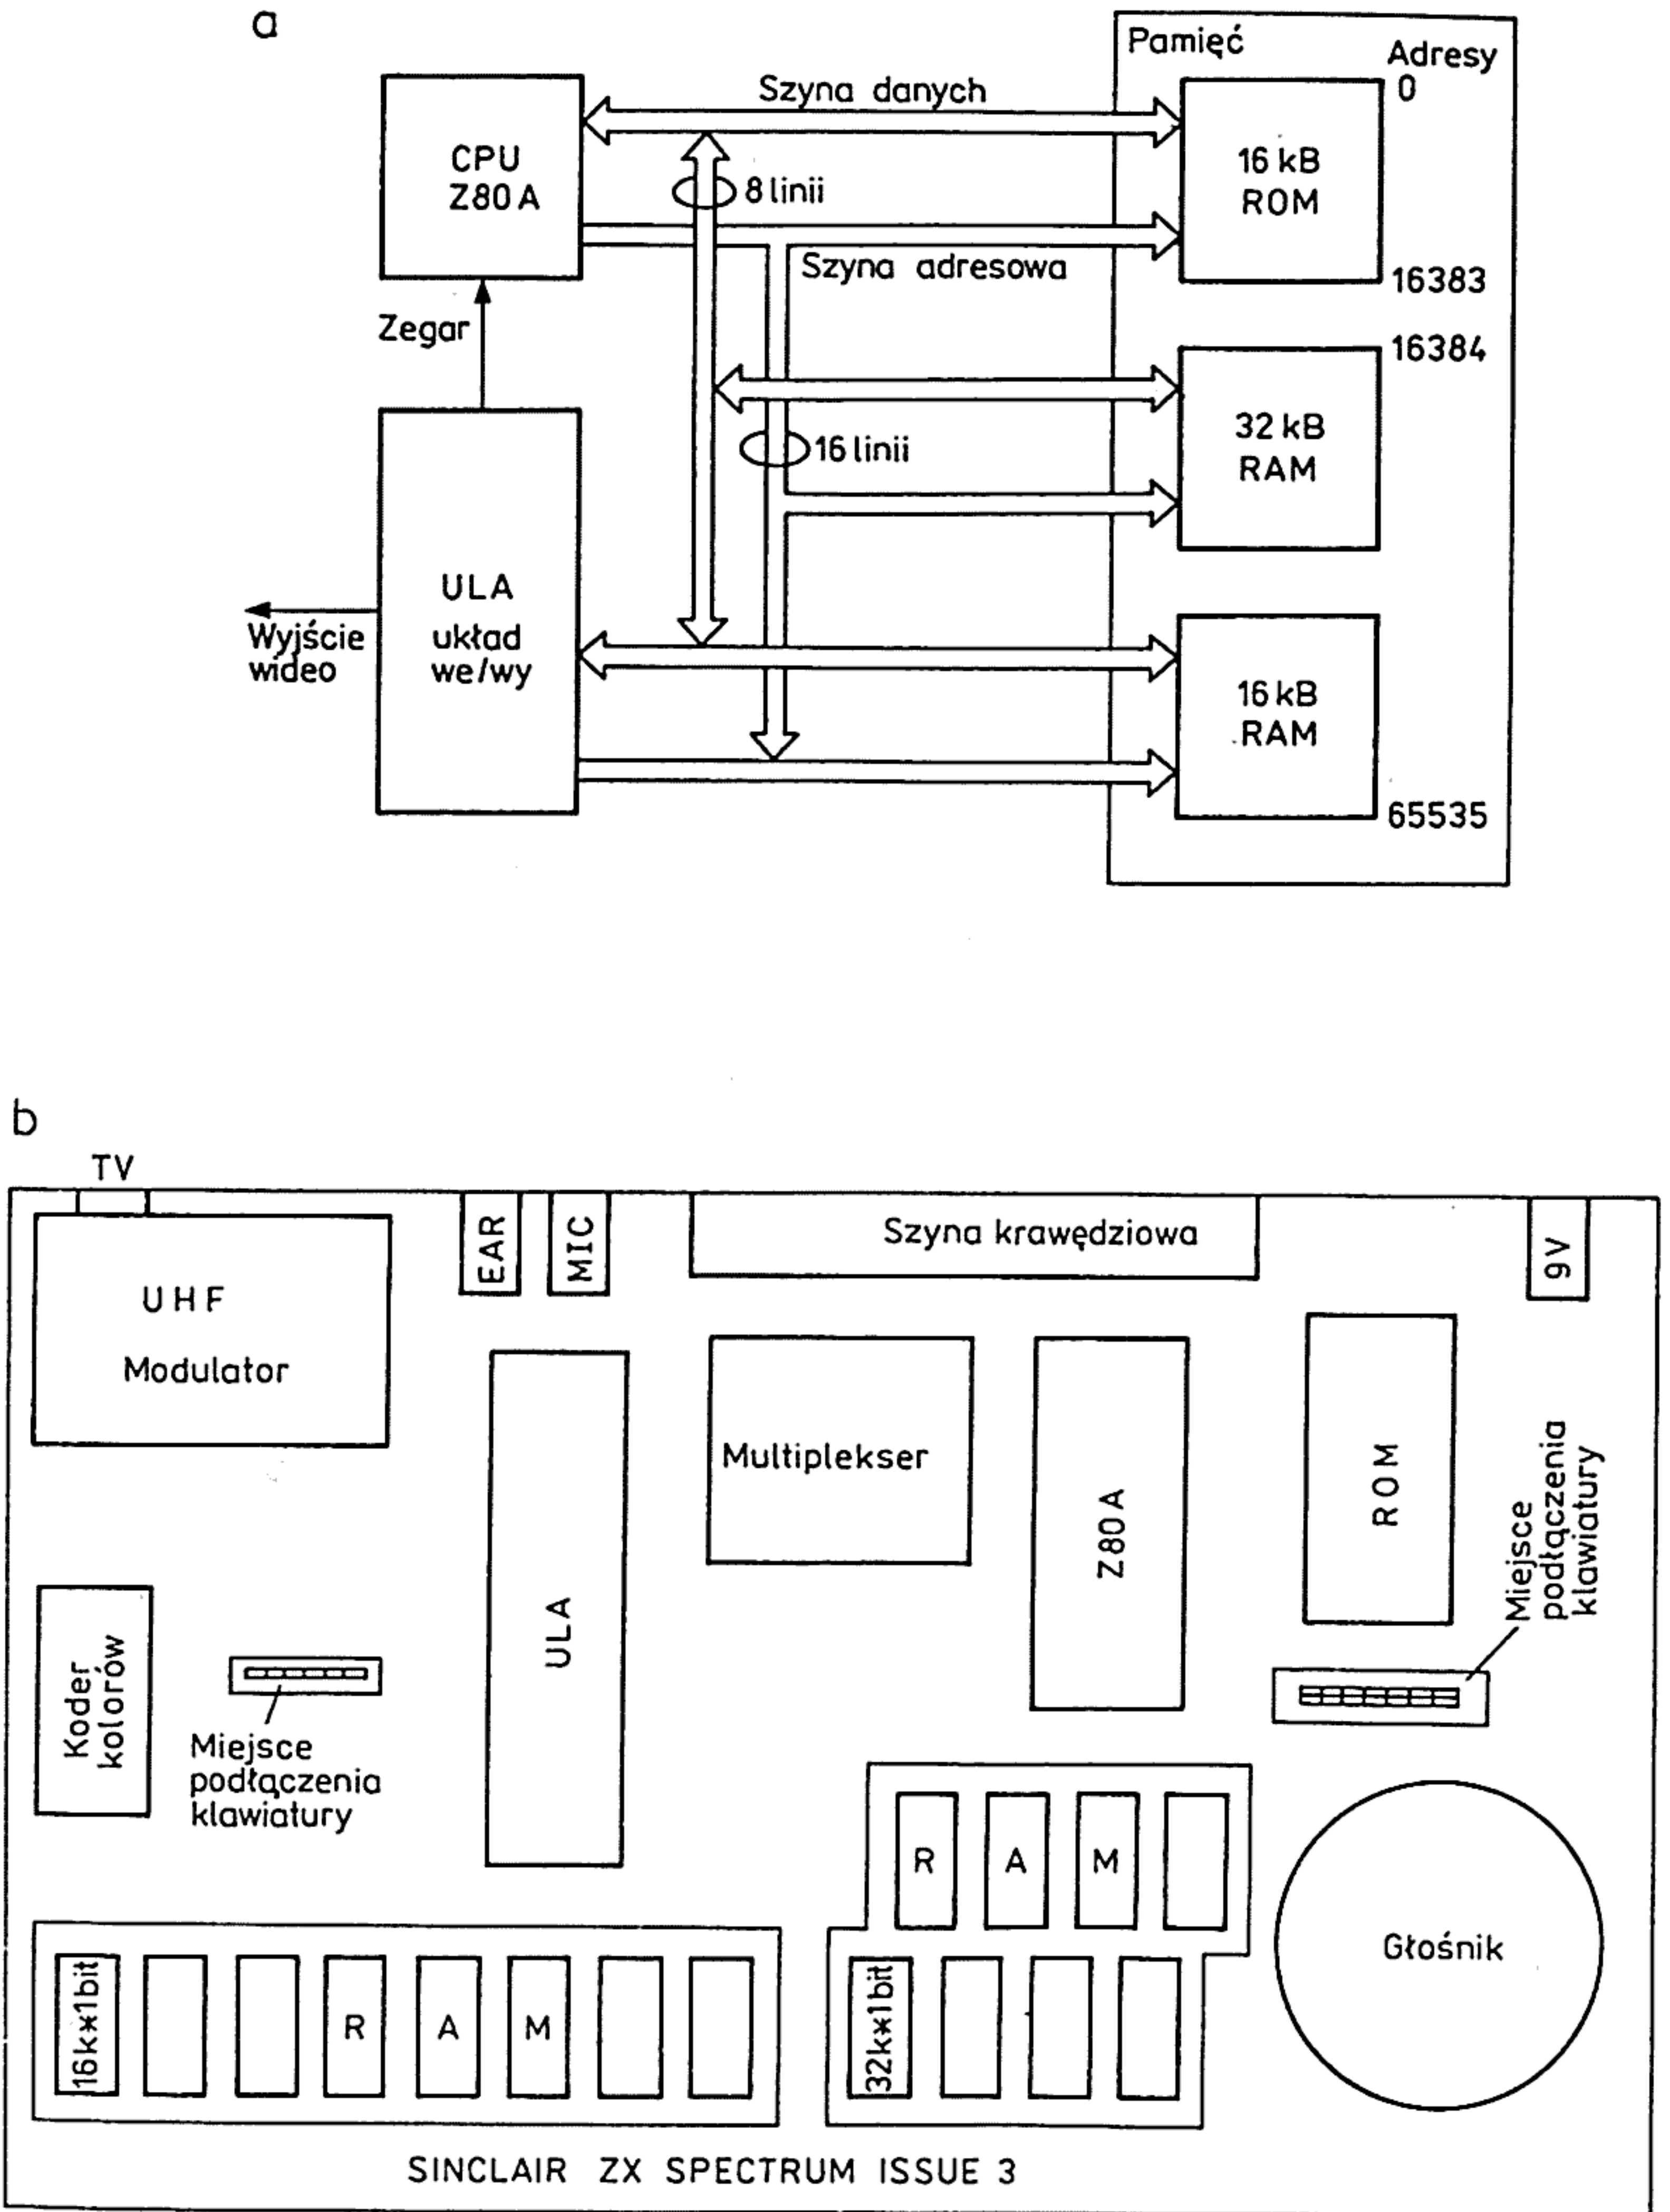 a
Pamięć
Adresy
0
Szyna danych
CPU
Z80A
16 kB
ROM
8 linii
Szyna adresowa
16383
Zegar
16384
32 kB
RAM
16 linii
ULA
układ
we/wy
Wyjście
wideo
16 kB
RAM
65535
b
TV
UHF
Modulator
EAR
MIC
Szyna krawędziowa
9V
ULA
Multiplekser
Z80A
ROM
Miejsce
podłączenia
klawiatury
Koder
kolorów
Miejsce
podłączenia
klawiatury
R A M
Głośnik
16k*1bit
R A M
32k*1bit
SINCLAIR ZX SPECTRUM ISSUE 3